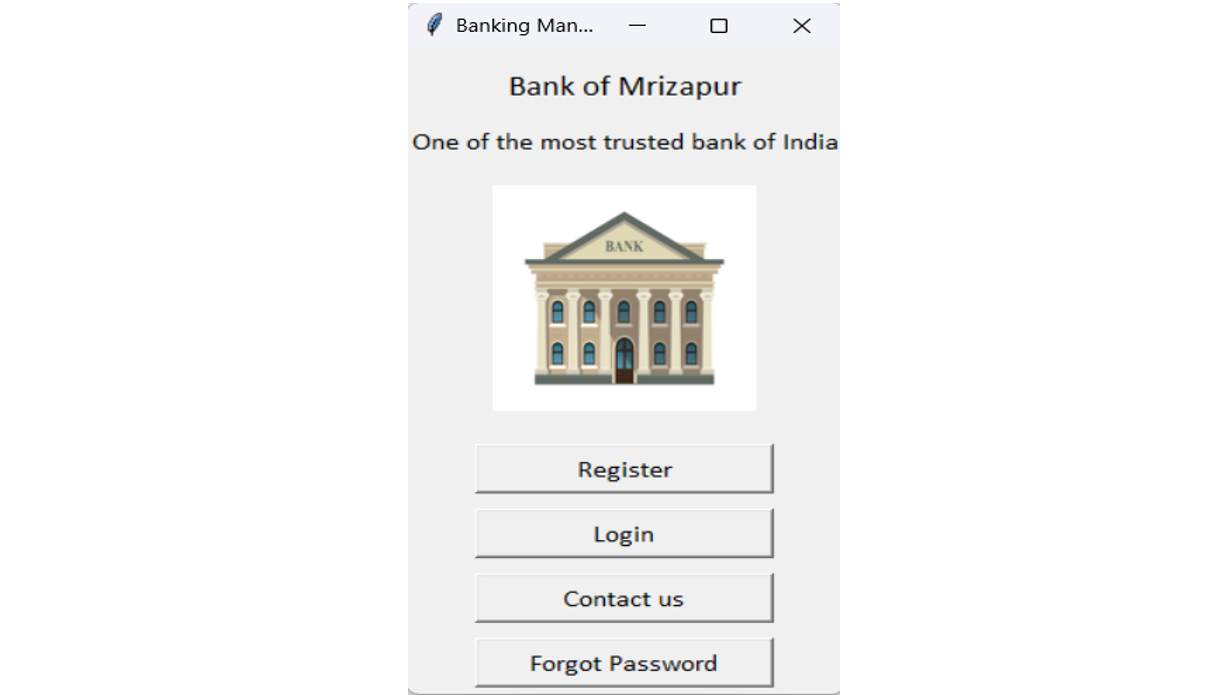 Banking Man...
Bank of Mrizapur
One of the most trusted bank of India
BANK
Register
Login
Contact us
Forgot Password